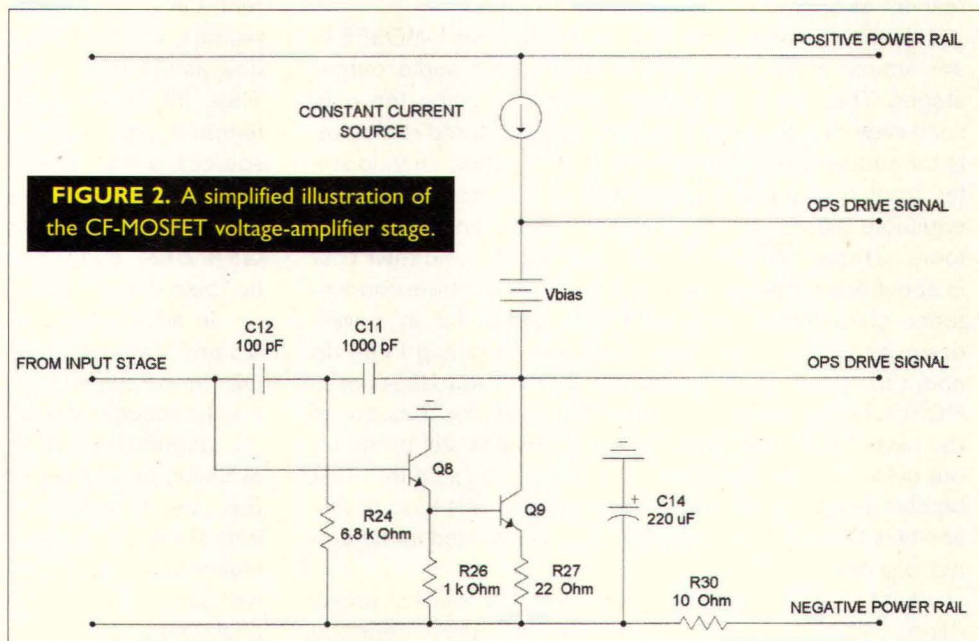 POSITIVE POWER RAIL
CONSTANT CURRENT
SOURCE
FIGURE 2. A simplified illustration of
the CF-MOSFET voltage-amplifier stage.
OPS DRIVE SIGNAL
Vbias
C12
100 pF
C11
1000 pF
FROM INPUT STAGE
OPS DRIVE SIGNAL
Q8
Q9
C14
220 uF
+
R24
6.8 k Ohm
R26
1 k Ohm
R27
22 Ohm
R30
10 Ohm
NEGATIVE POWER RAIL